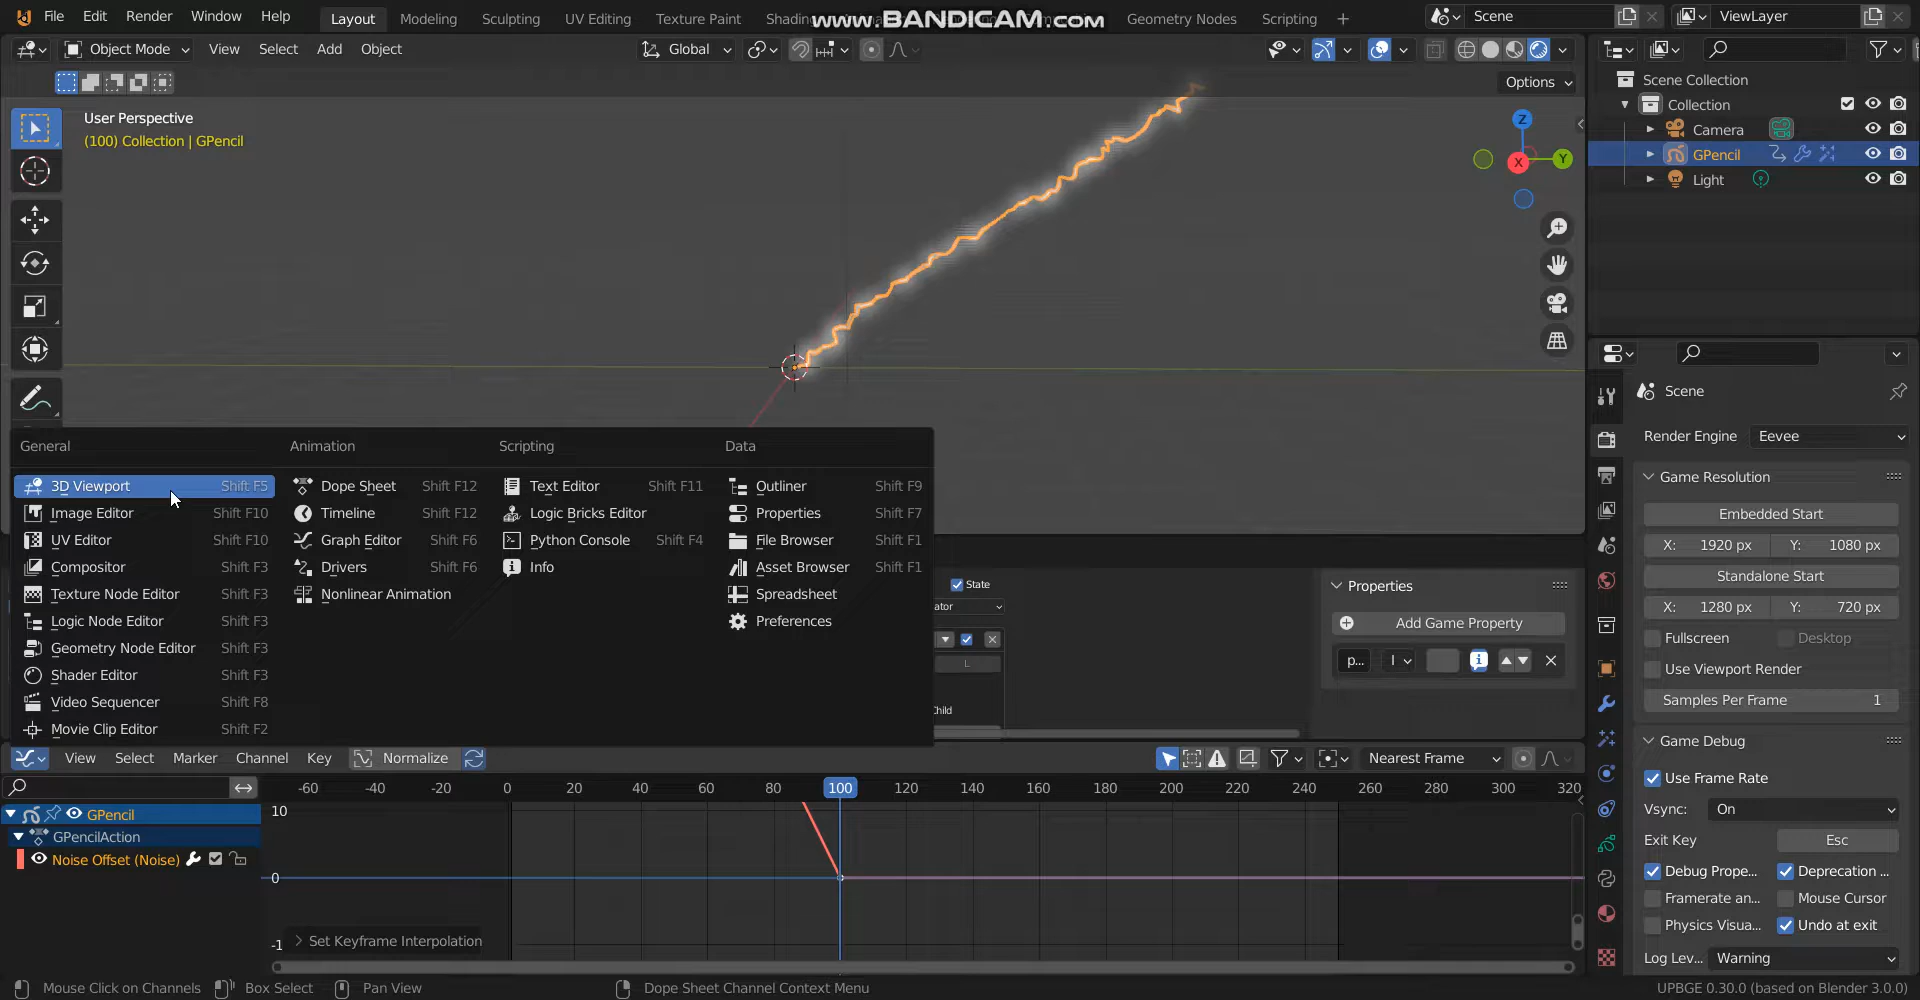 File Edit Render Window Help Layout Modeling Sculpting UV Editing Texture Paint Shading Geometry Nodes Scripting + Scene ViewLayer
www.BANDICAM.com
Object Mode View Select Add Object Global
Options
User Perspective
(100) Collection | GPencil
Z
X
Y
Scene Collection
Collection
Camera
GPencil
Light
General Animation Scripting Data
3D Viewport Shift F5 Dope Sheet Shift F12 Text Editor Shift F11 Outliner Shift F9
Image Editor Shift F10 Timeline Shift F12 Logic Bricks Editor Properties Shift F7
UV Editor Shift F10 Graph Editor Shift F6 Python Console Shift F4 File Browser Shift F1
Compositor Shift F3 Drivers Shift F6 Info Asset Browser Shift F1
Texture Node Editor Shift F3 Nonlinear Animation Spreadsheet
Logic Node Editor Shift F3 Preferences
Geometry Node Editor Shift F3
Shader Editor Shift F3
Video Sequencer Shift F8
Movie Clip Editor Shift F2
State
ator
L
Child
Properties
Add Game Property
p... I
Scene
Render Engine Eevee
Game Resolution
Embedded Start
X: 1920 px Y: 1080 px
Standalone Start
X: 1280 px Y: 720 px
Fullscreen Desktop
Use Viewport Render
Samples Per Frame 1
Game Debug
Use Frame Rate
Vsync: On
Exit Key Esc
Debug Prope... Deprecation ...
Framerate an... Mouse Cursor
Physics Visua... Undo at exit
Log Lev... Warning
View Select Marker Channel Key Normalize Nearest Frame
-60 -40 -20 0 20 40 60 80 100 120 140 160 180 200 220 240 260 280 300 320
GPencil
GPencilAction
Noise Offset (Noise)
10
0
-1
Set Keyframe Interpolation
Mouse Click on Channels Box Select Pan View Dope Sheet Channel Context Menu UPBGE 0.30.0 (based on Blender 3.0.0)